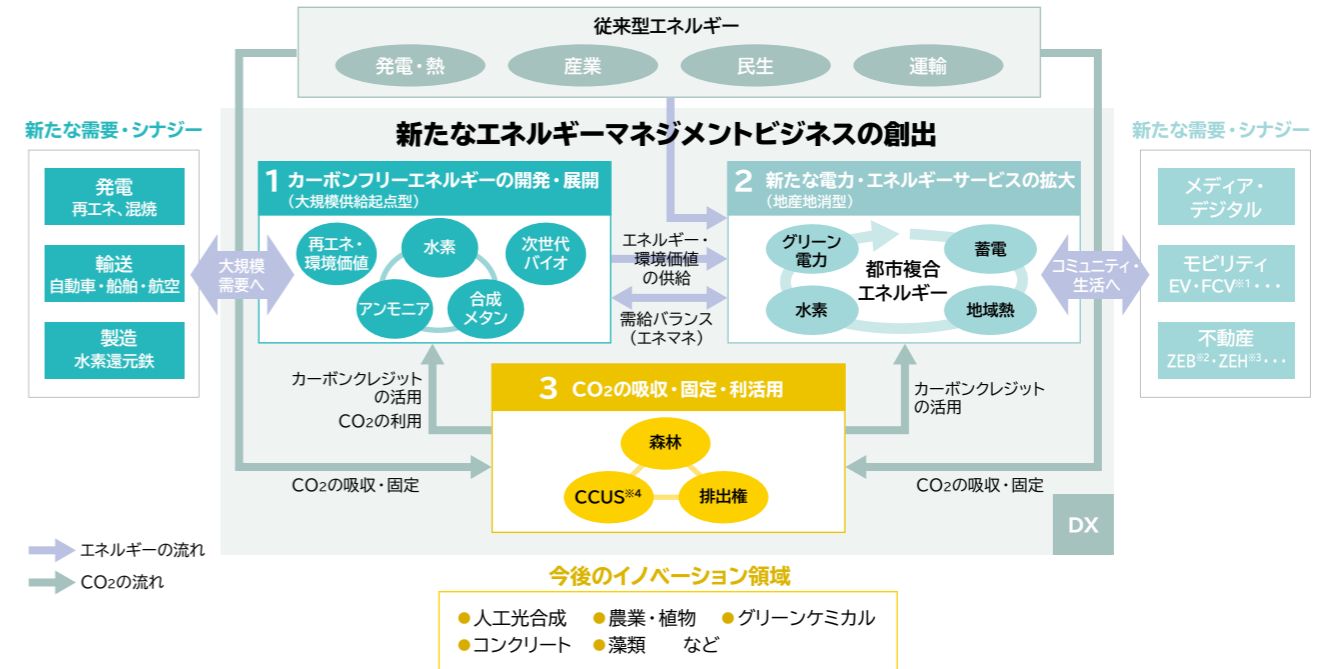 従来型エネルギー
発電・熱
産業
民生
運輸
新たなエネルギーマネジメントビジネスの創出
新たな需要・シナジー
発電
再エネ、混焼
輸送
自動車・船舶・航空
製造
水素還元鉄
大規模
需要へ
1 カーボンフリーエネルギーの開発・展開
(大規模供給起点型)
再エネ・
環境価値
水素
次世代
バイオ
アンモニア
合成
メタン
エネルギー・
環境価値
の供給
需給バランス
(エネマネ)
2 新たな電力・エネルギーサービスの拡大
(地産地消型)
グリーン
電力
蓄電
都市複合
エネルギー
水素
地域熱
コミュニティ・
生活へ
新たな需要・シナジー
メディア・
デジタル
モビリティ
EV・FCV※1・・・
不動産
ZEB※2・ZEH※3・・・
カーボンクレジット
の活用
CO2の利用
3 CO2の吸収・固定・利活用
森林
CCUS※4
排出権
カーボンクレジット
の活用
CO2の吸収・固定
CO2の吸収・固定
DX
エネルギーの流れ
CO2の流れ
今後のイノベーション領域
●人工光合成 ●農業・植物 ●グリーンケミカル
●コンクリート ●藻類 など